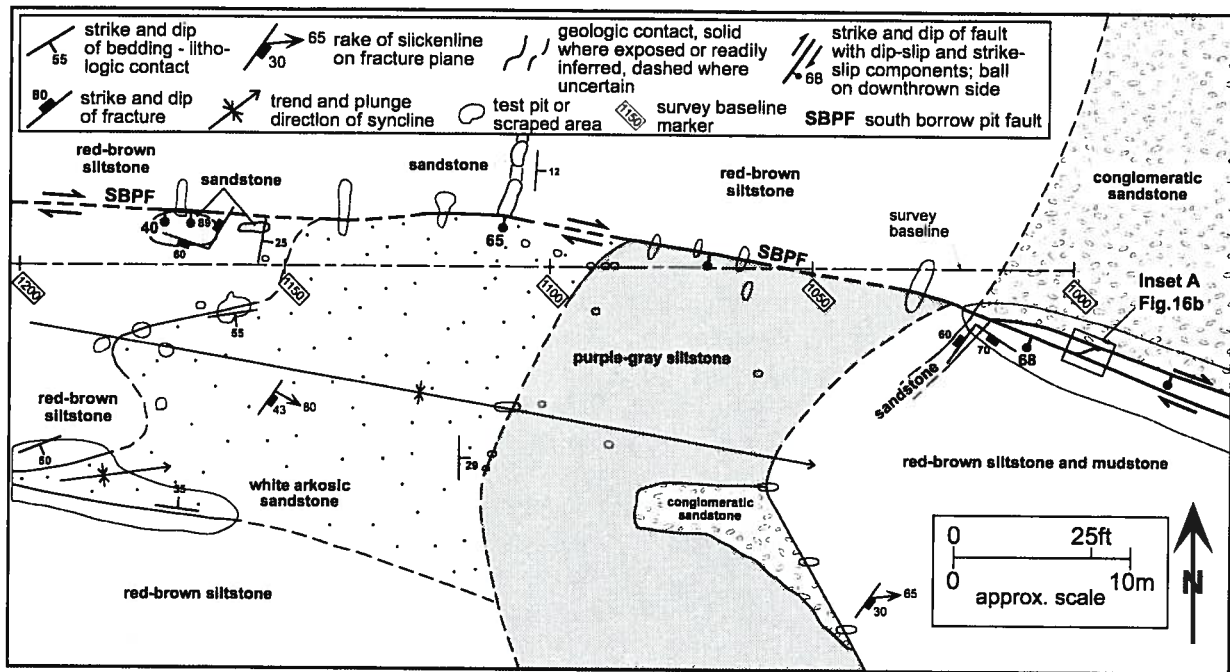 strike and dip
of bedding - litho-
logic contact
55
65 rake of slickenline
on fracture plane
30
geologic contact, solid
where exposed or readily
inferred, dashed where
uncertain
strike and dip of fault
with dip-slip and strike-
slip components; ball
on downthrown side
68
80
strike and dip
of fracture
trend and plunge
direction of syncline
test pit or
scraped area
1150
survey baseline
marker
SBPF south borrow pit fault
red-brown
siltstone
sandstone
SBPF
sandstone
12
red-brown
siltstone
conglomeratic
sandstone
40
89
60
25
65
SBPF
survey
baseline
1200
1150
1100
1050
1000
Inset A
Fig.16b
55
purple-gray siltstone
60
70
68
sandstone
red-brown
siltstone
43
80
60
29
35
white arkosic
sandstone
red-brown siltstone and mudstone
conglomeratic
sandstone
red-brown siltstone
65
30
0
25ft
0
10m
approx. scale
N